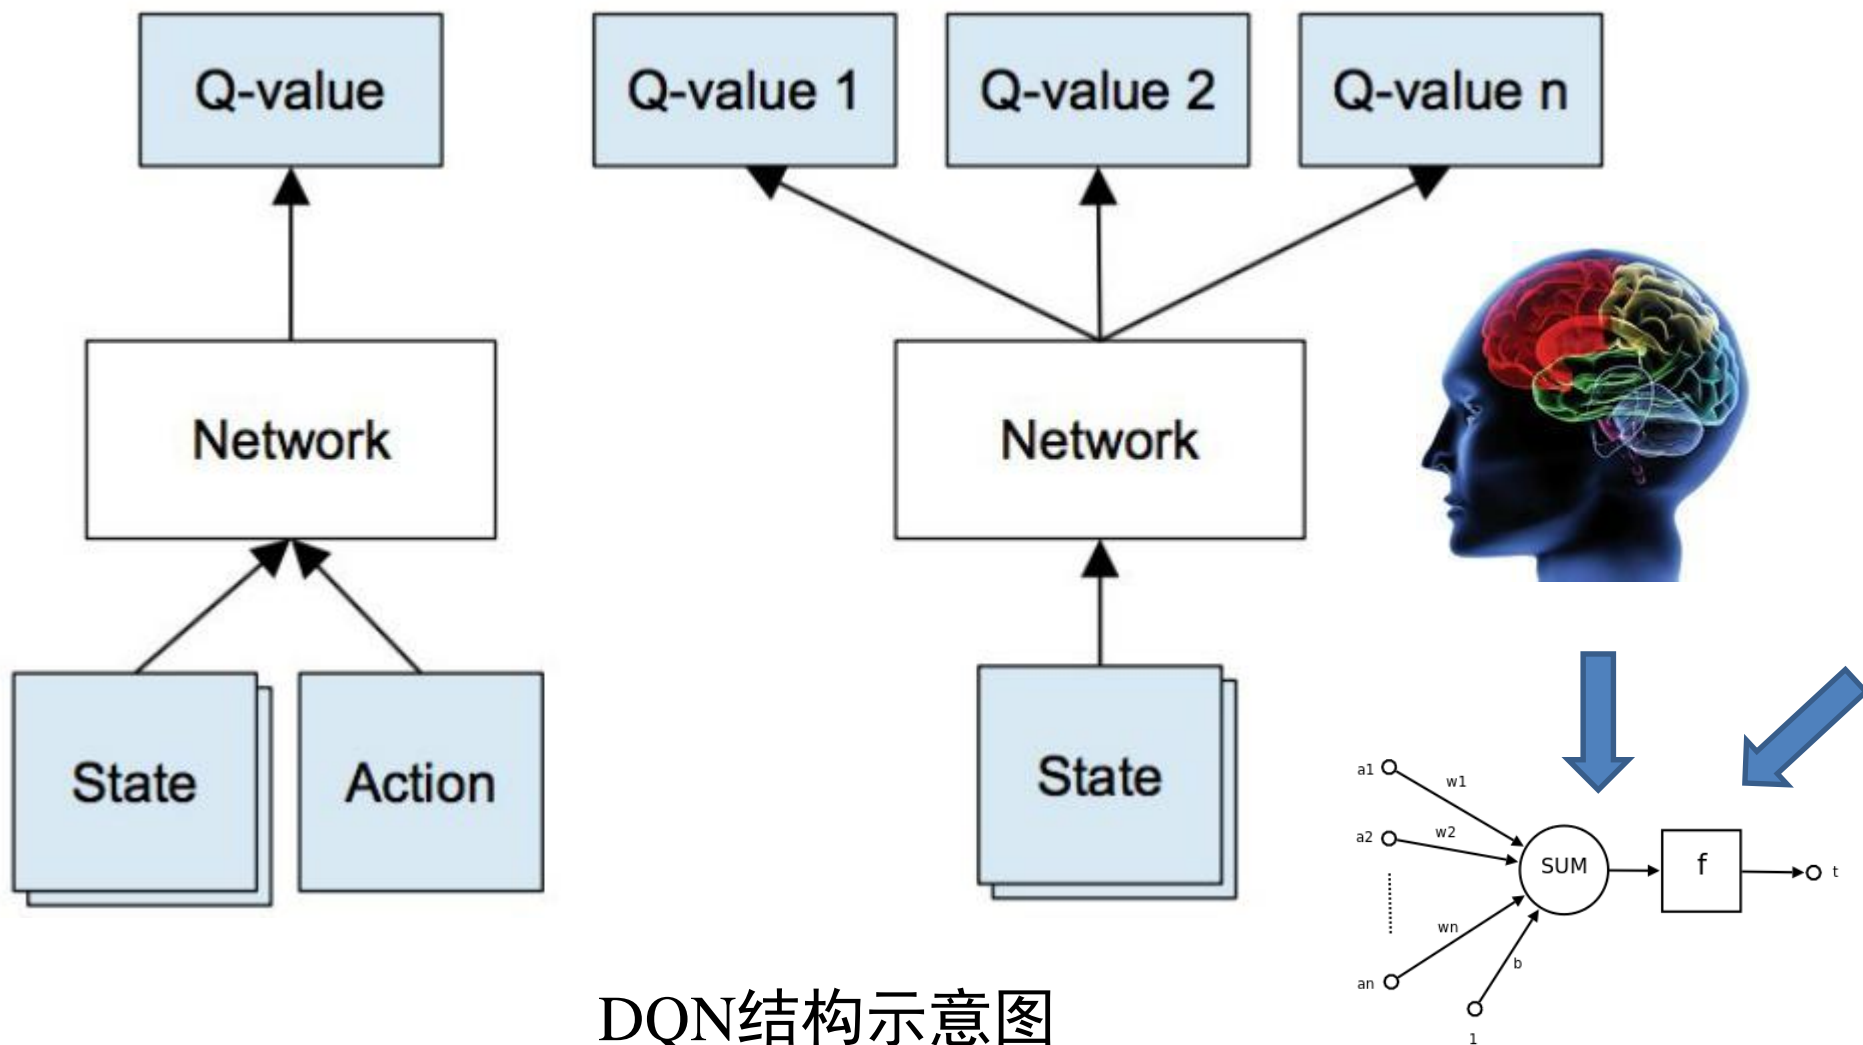 Q-value
Q-value 1
Q-value 2
Q-value n
Network
Network
State
Action
State
a1
w1
a2
w2
SUM
f
t
wn
an
b
1
DQN结构示意图